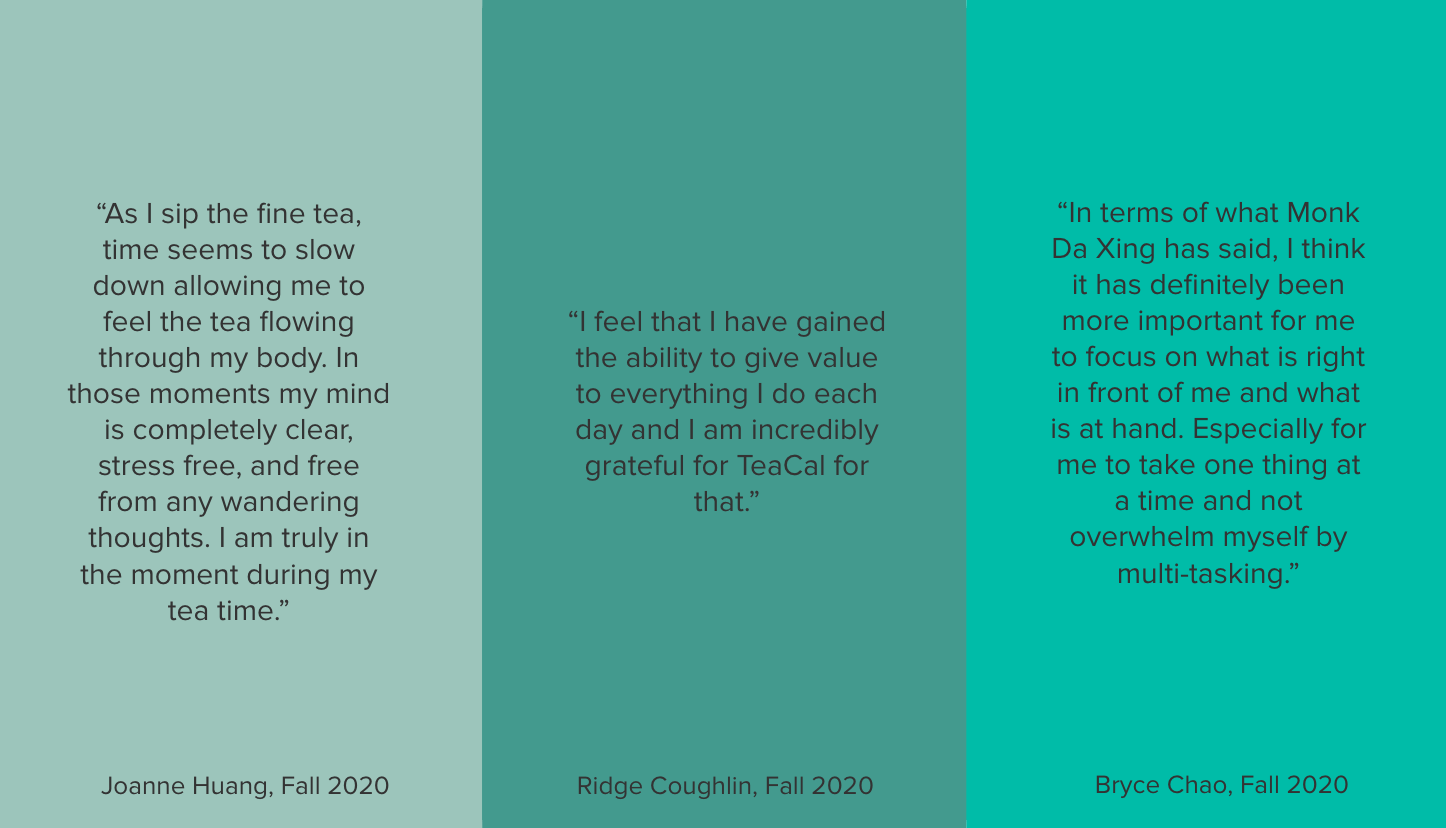 “As I sip the fine tea,
time seems to slow
down allowing me to
feel the tea flowing
through my body. In
those moments my mind
is completely clear,
stress free, and free
from any wandering
thoughts. I am truly in
the moment during my
tea time.”
Joanne Huang, Fall 2020
“I feel that I have gained
the ability to give value
to everything I do each
day and I am incredibly
grateful for TeaCal for
that.”
Ridge Coughlin, Fall 2020
“In terms of what Monk
Da Xing has said, I think
it has definitely been
more important for me
to focus on what is right
in front of me and what
is at hand. Especially for
me to take one thing at
a time and not
overwhelm myself by
multi-tasking.”
Bryce Chao, Fall 2020